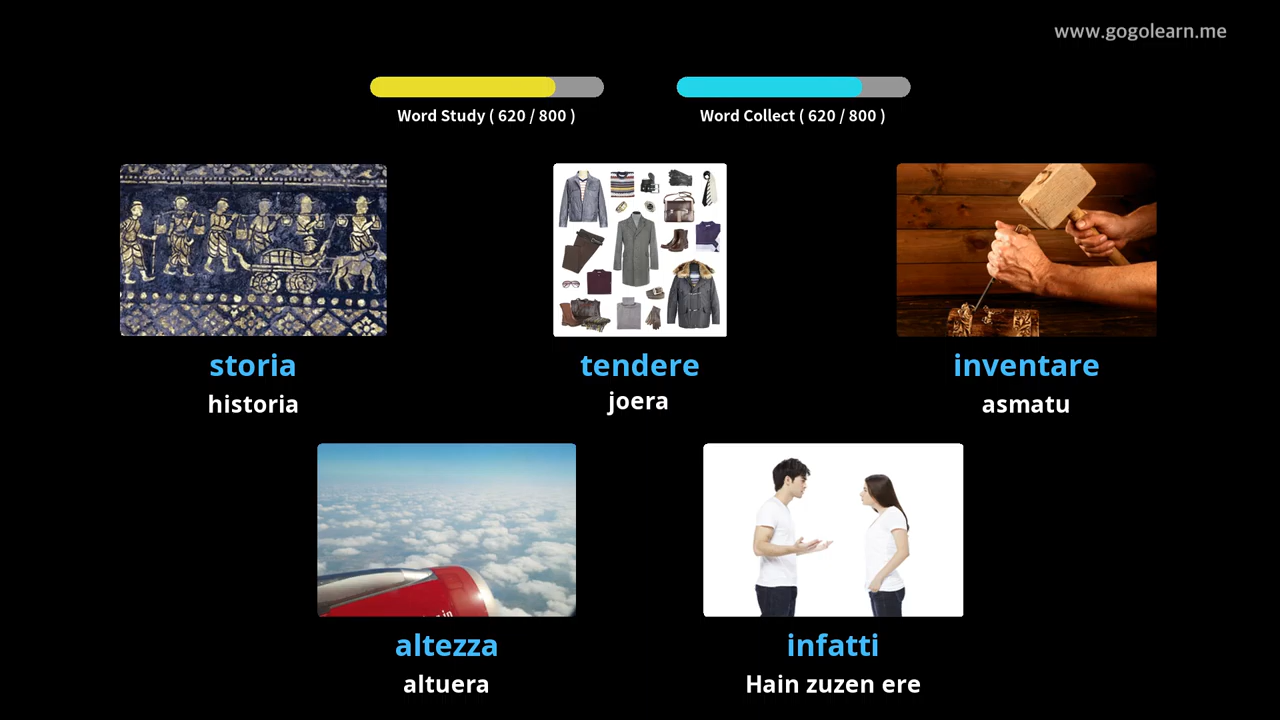 www.gogolearn.me
Word Study ( 620 / 800 )
Word Collect ( 620 / 800 )
storia
historia
tendere
joera
inventare
asmatu
altezza
altuera
infatti
Hain zuzen ere